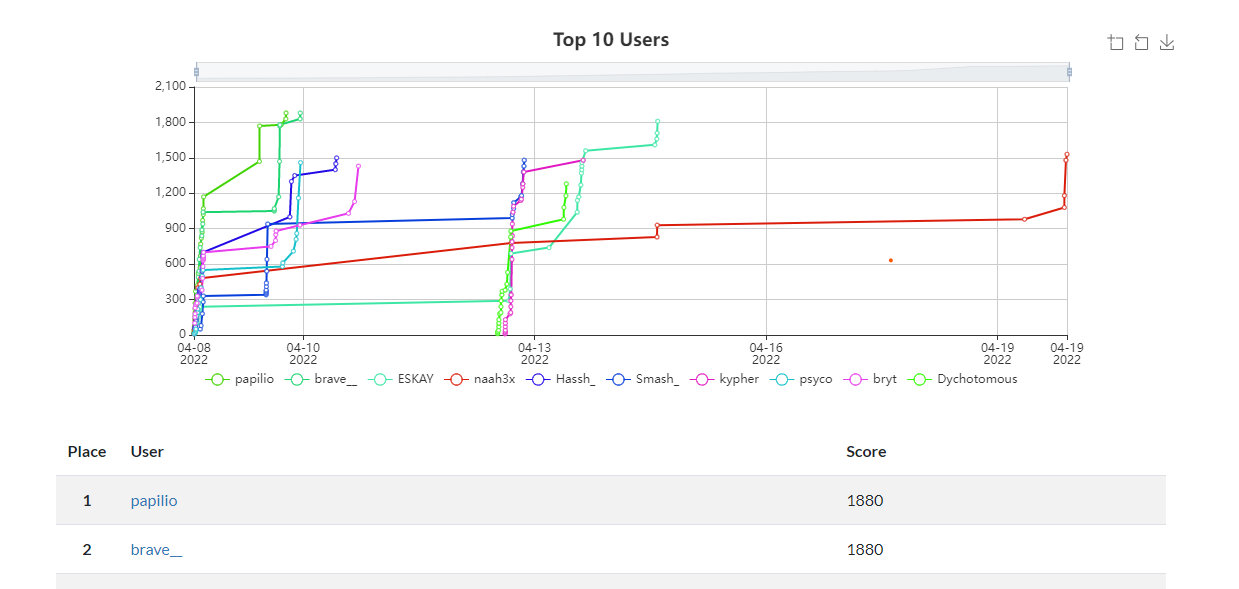 Top 10 Users
2,100
1,800
1,500
1,200
900
600
300
0
04-08 04-10 04-13 04-16 04-19 04-19
2022 2022 2022 2022 2022 2022
papilio brave__ ESKAY naah3x Hassh_ Smash_ kypher psyco bryt Dychotomous
Place User Score
1 papilio 1880
2 brave__ 1880